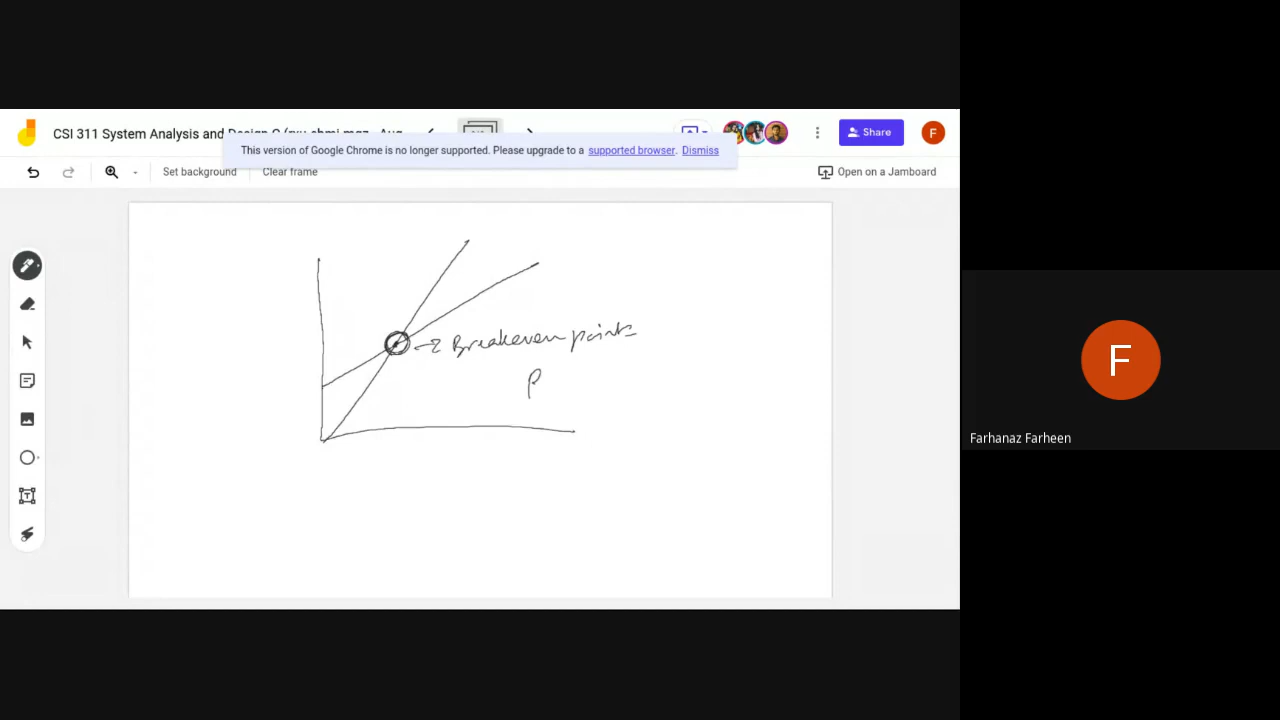 CSI 311 System Analysis and Design
This version of Google Chrome is no longer supported. Please upgrade to a supported browser. Dismiss
Share
F
Set background
Clear frame
Open on a Jamboard
Breakeven points
P
T
F
Farhanaz Farheen